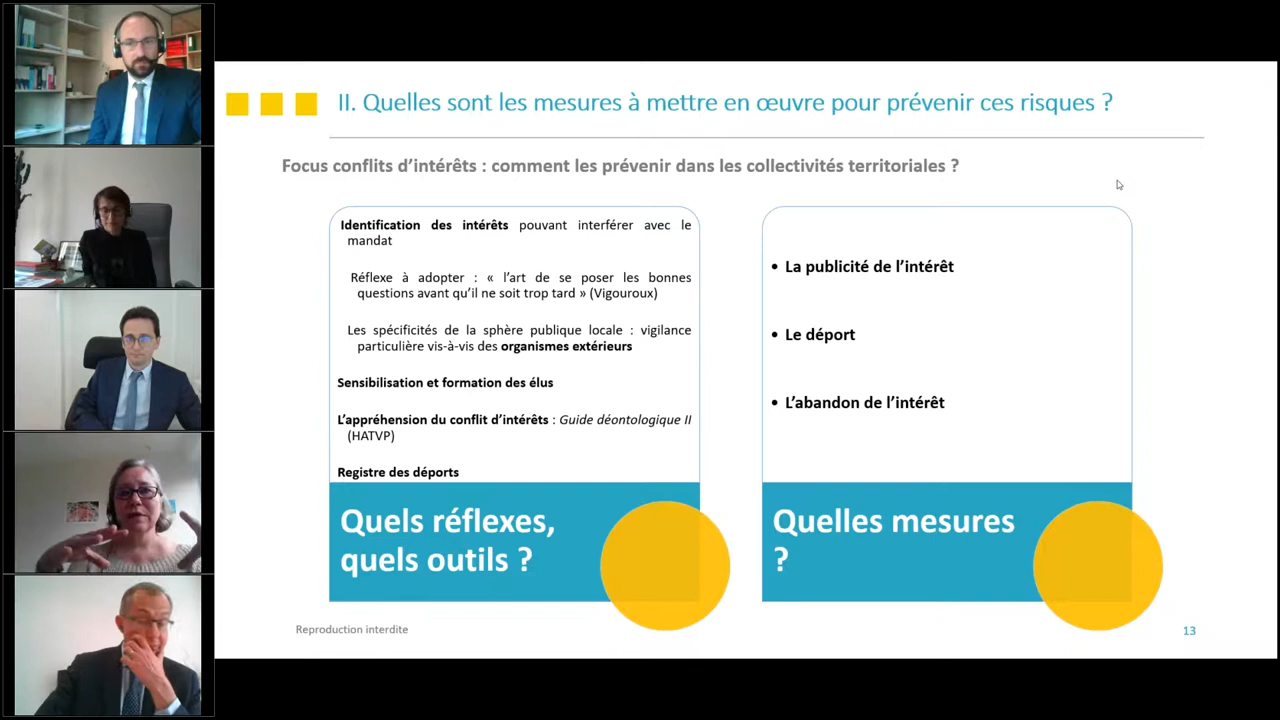 II. Quelles sont les mesures à mettre en œuvre pour prévenir ces risques ?
Focus conflits d’intérêts : comment les prévenir dans les collectivités territoriales ?
Identification des intérêts pouvant interférer avec le
mandat
Réflexe à adopter : « l’art de se poser les bonnes
questions avant qu’il ne soit trop tard » (Vigouroux)
Les spécificités de la sphère publique locale : vigilance
particulière vis-à-vis des organismes extérieurs
Sensibilisation et formation des élus
L’appréhension du conflit d’intérêts : Guide déontologique II
(HATVP)
Registre des déports
Quels réflexes,
quels outils ?
• La publicité de l’intérêt
• Le déport
• L’abandon de l’intérêt
Quelles mesures
?
Reproduction interdite
13